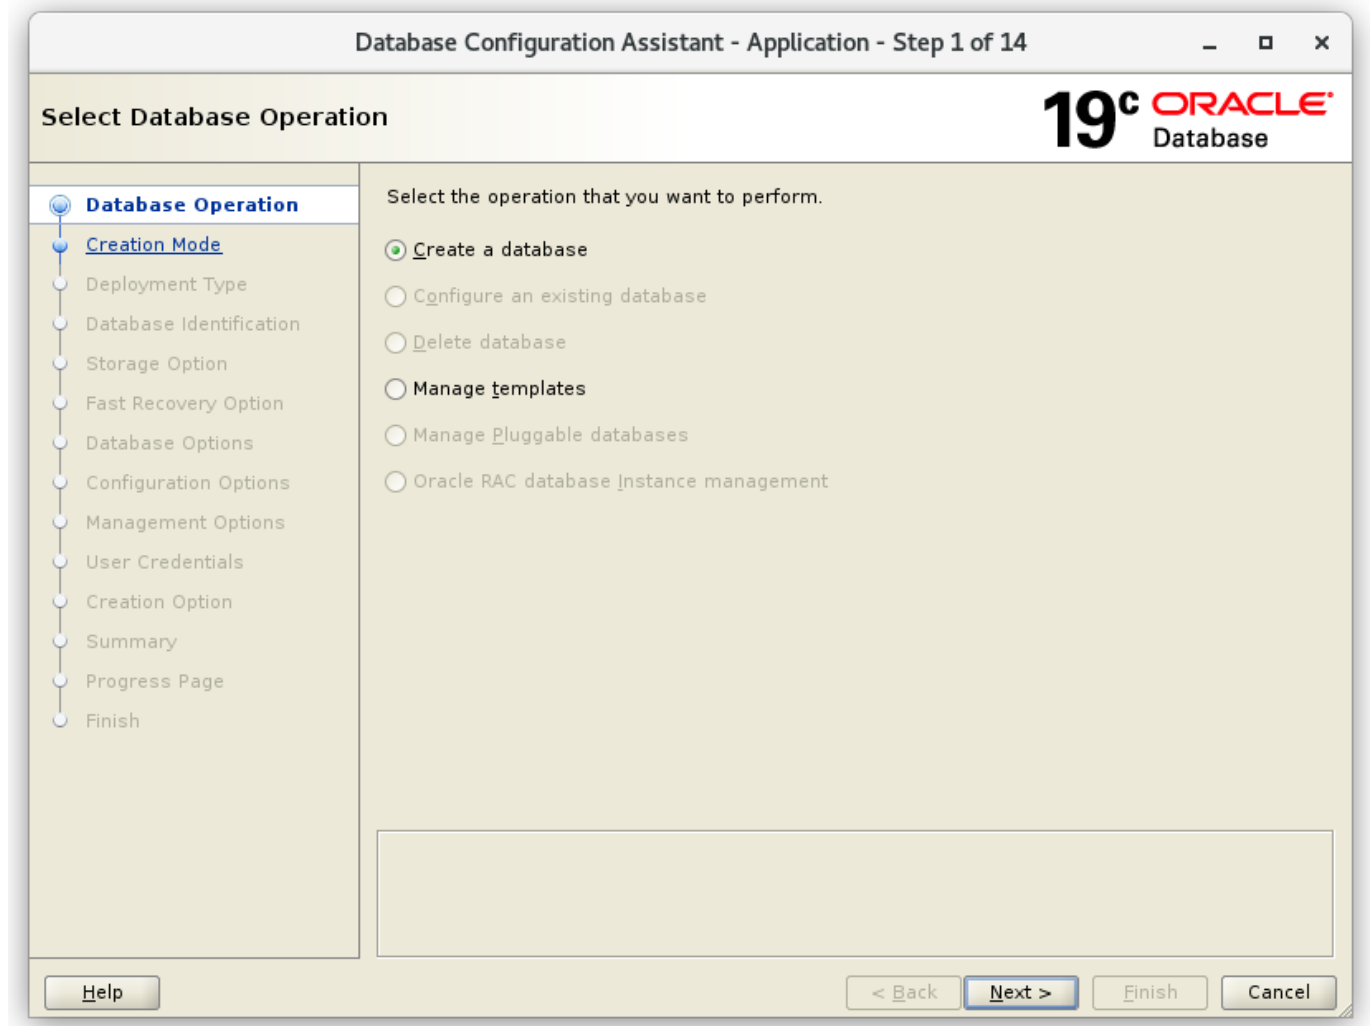 Database Configuration Assistant - Application - Step 1 of 14
Select Database Operation
19c ORACLE
Database
Database Operation
Creation Mode
Deployment Type
Database Identification
Storage Option
Fast Recovery Option
Database Options
Configuration Options
Management Options
User Credentials
Creation Option
Summary
Progress Page
Finish
Select the operation that you want to perform.
Create a database
Configure an existing database
Delete database
Manage templates
Manage Pluggable databases
Oracle RAC database Instance management
Help
< Back
Next >
Finish
Cancel